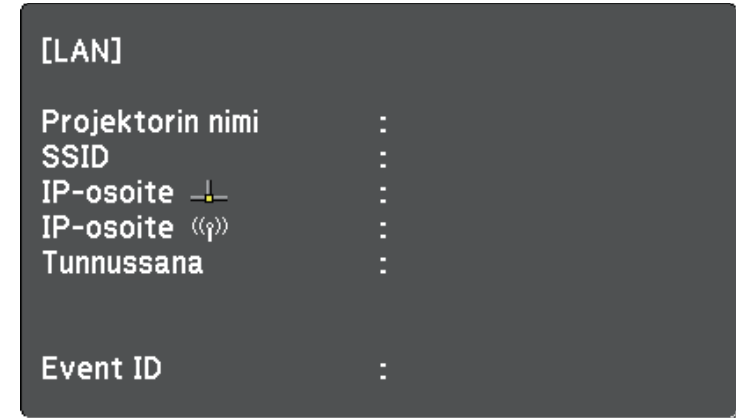 [LAN]
Projektorin nimi :
SSID :
IP-osoite :
IP-osoite :
Tunnussana :
Event ID :